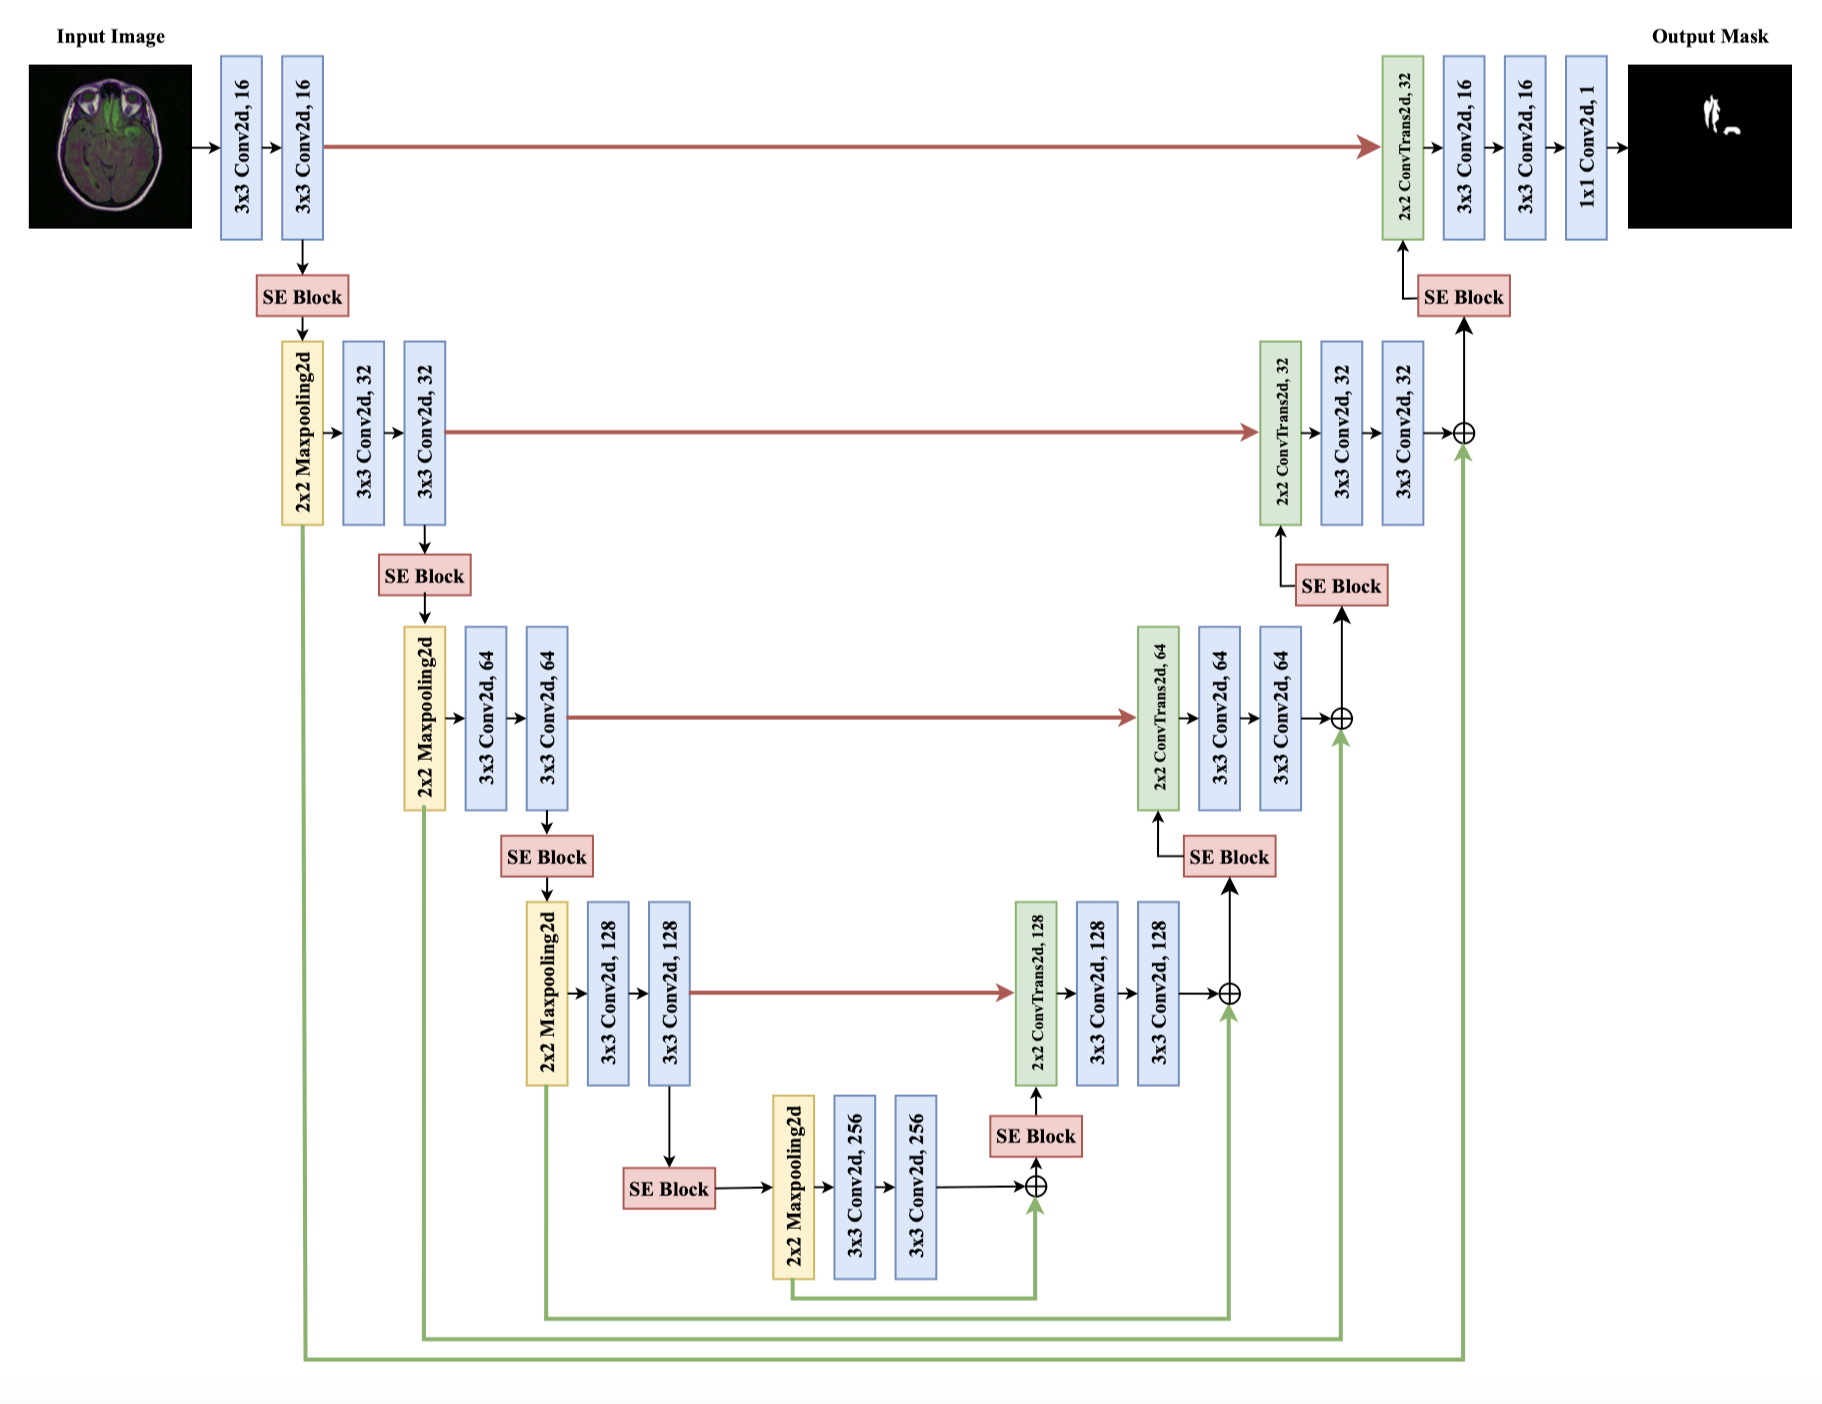 Input Image
Output Mask
3x3 Conv2d, 16
3x3 Conv2d, 16
2x2 ConvTrans2d, 32
3x3 Conv2d, 16
3x3 Conv2d, 16
1x1 Conv2d, 1
SE Block
SE Block
2x2 Maxpooling2d
3x3 Conv2d, 32
3x3 Conv2d, 32
2x2 ConvTrans2d, 32
3x3 Conv2d, 32
3x3 Conv2d, 32
SE Block
SE Block
2x2 Maxpooling2d
3x3 Conv2d, 64
3x3 Conv2d, 64
2x2 ConvTrans2d, 64
3x3 Conv2d, 64
3x3 Conv2d, 64
SE Block
SE Block
2x2 Maxpooling2d
3x3 Conv2d, 128
3x3 Conv2d, 128
2x2 ConvTrans2d, 128
3x3 Conv2d, 128
3x3 Conv2d, 128
SE Block
SE Block
2x2 Maxpooling2d
3x3 Conv2d, 256
3x3 Conv2d, 256